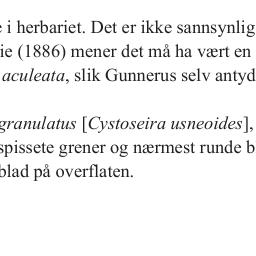 i herbariet. Det er ikke sannsynlig
ie (1886) mener det må ha vært en
aculeata, slik Gunnerus selv antyd
granulatus [Cystoseira usneoides],
spissete grener og nærmest runde b
blad på overflaten.